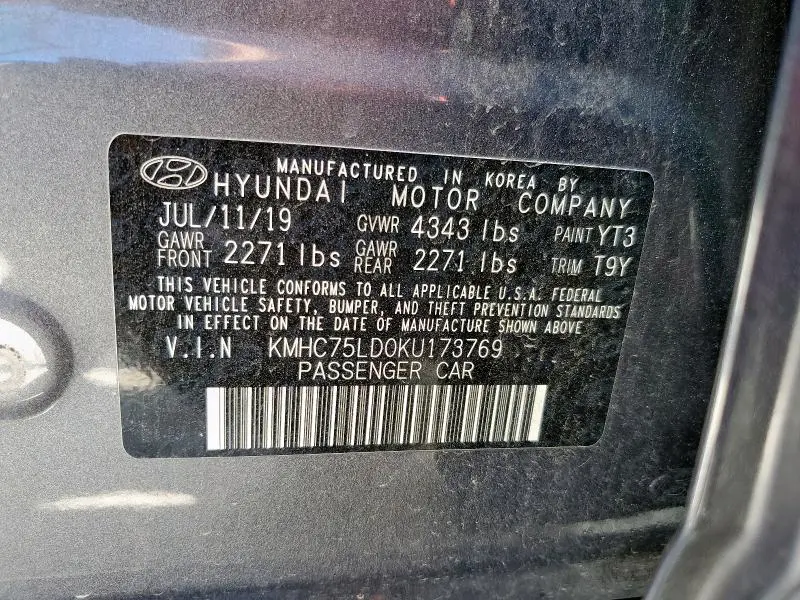 MANUFACTURED IN KOREA BY
HYUNDAI MOTOR COMPANY
JUL/11/19 GVWR 4343 lbs PAINT YT3
GAWR FRONT 2271 lbs GAWR REAR 2271 lbs TRIM T9Y
THIS VEHICLE CONFORMS TO ALL APPLICABLE U.S.A. FEDERAL
MOTOR VEHICLE SAFETY, BUMPER, AND THEFT PREVENTION STANDARDS
IN EFFECT ON THE DATE OF MANUFACTURE SHOWN ABOVE
V.I.N KMHC75LD0KU173769
PASSENGER CAR